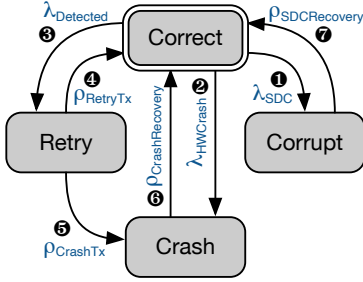 λDetected
ρSDCRecovery
❸
Correct
❼
❹
ρRetryTx
❷
❶
λSDC
Retry
ρCrashRecovery
λHWCrash
Corrupt
❻
❺
ρCrashTx
Crash